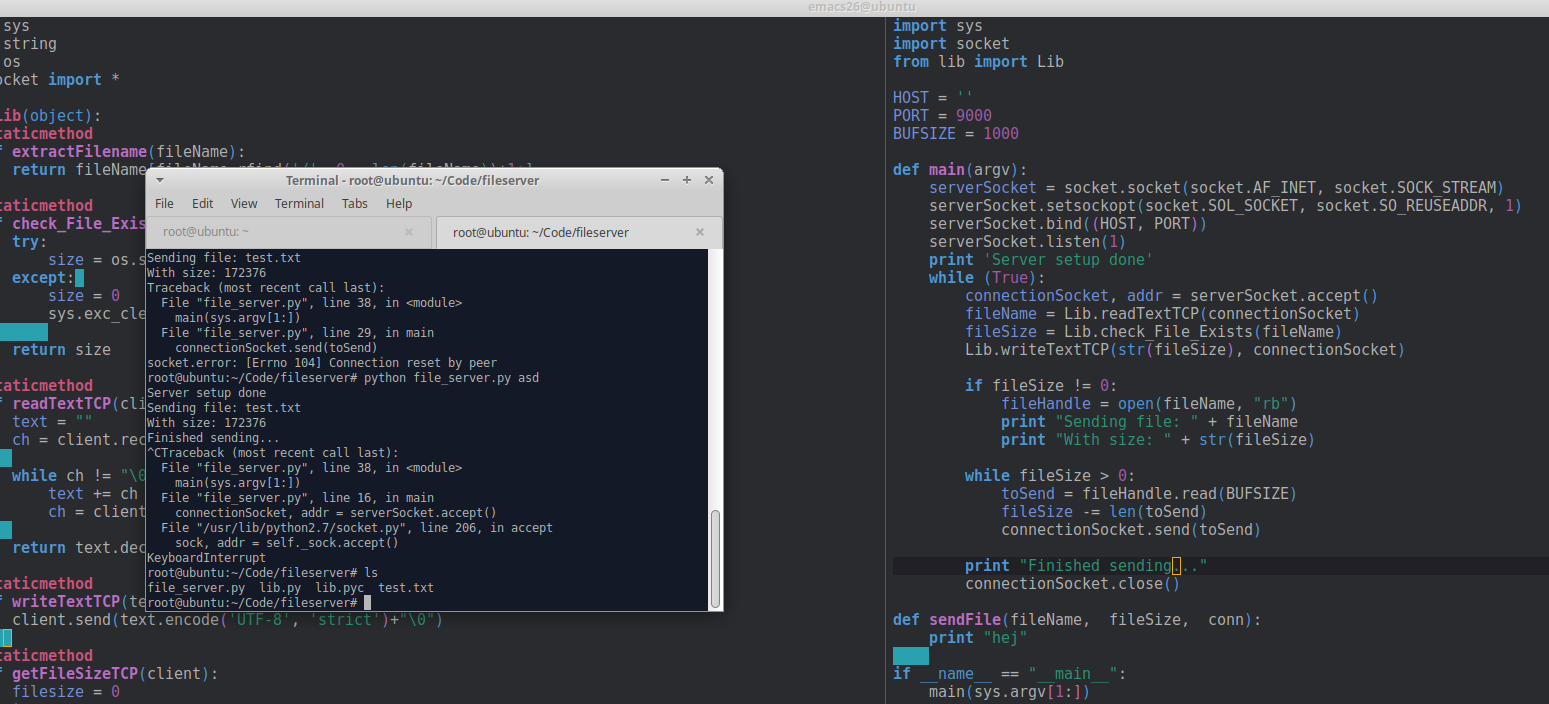 emacs26@ubuntu
sys
string
os
ocket import *
Lib(object):
taticmethod
f extractFilename(fileName):
return fileName
taticmethod
f check_File_Exis
try:
size = os.s
except:
size = 0
sys.exc_cle
return size
taticmethod
f readTextTCP(cli
text = ""
ch = client.rec
while ch != "\0
text += ch
ch = client
return text.dec
taticmethod
f writeTextTCP(te
client.send(text.encode('UTF-8', 'strict')+"\0")
taticmethod
f getFileSizeTCP(client):
filesize = 0
Terminal - root@ubuntu: ~/Code/fileserver
File Edit View Terminal Tabs Help
root@ubuntu: ~
root@ubuntu: ~/Code/fileserver
Sending file: test.txt
With size: 172376
Traceback (most recent call last):
File "file_server.py", line 38, in <module>
main(sys.argv[1:])
File "file_server.py", line 29, in main
connectionSocket.send(toSend)
socket.error: [Errno 104] Connection reset by peer
root@ubuntu:~/Code/fileserver# python file_server.py asd
Server setup done
Sending file: test.txt
With size: 172376
Finished sending...
^CTraceback (most recent call last):
File "file_server.py", line 38, in <module>
main(sys.argv[1:])
File "file_server.py", line 16, in main
connectionSocket, addr = serverSocket.accept()
File "/usr/lib/python2.7/socket.py", line 206, in accept
sock, addr = self._sock.accept()
KeyboardInterrupt
root@ubuntu:~/Code/fileserver# ls
file_server.py lib.py lib.pyc test.txt
root@ubuntu:~/Code/fileserver#
import sys
import socket
from lib import Lib
HOST = ''
PORT = 9000
BUFSIZE = 1000
def main(argv):
serverSocket = socket.socket(socket.AF_INET, socket.SOCK_STREAM)
serverSocket.setsockopt(socket.SOL_SOCKET, socket.SO_REUSEADDR, 1)
serverSocket.bind((HOST, PORT))
serverSocket.listen(1)
print 'Server setup done'
while (True):
connectionSocket, addr = serverSocket.accept()
fileName = Lib.readTextTCP(connectionSocket)
fileSize = Lib.check_File_Exists(fileName)
Lib.writeTextTCP(str(fileSize), connectionSocket)
if fileSize != 0:
fileHandle = open(fileName, "rb")
print "Sending file: " + fileName
print "With size: " + str(fileSize)
while fileSize > 0:
toSend = fileHandle.read(BUFSIZE)
fileSize -= len(toSend)
connectionSocket.send(toSend)
print "Finished sending..."
connectionSocket.close()
def sendFile(fileName, fileSize, conn):
print "hej"
if __name__ == "__main__":
main(sys.argv[1:])